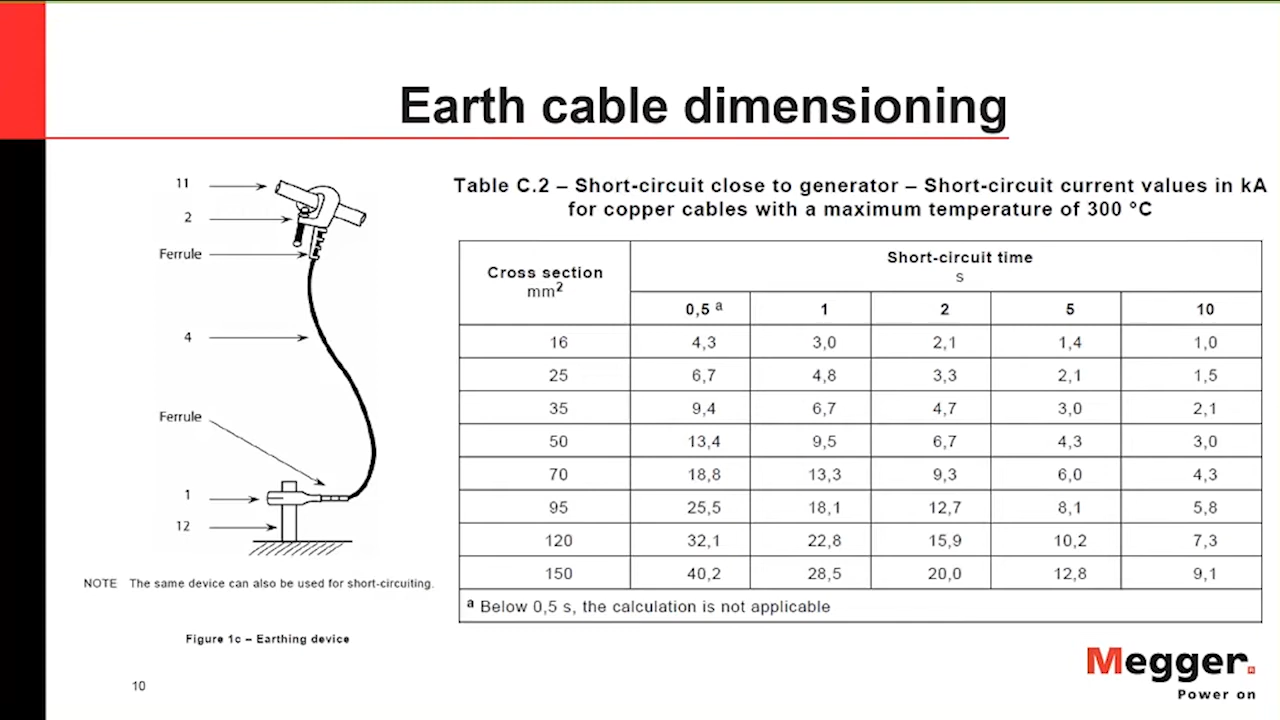 Earth cable dimensioning
11
2
Ferrule
4
Ferrule
1
12
NOTE The same device can also be used for short-circuiting.
Figure 1c – Earthing device
Table C.2 – Short-circuit close to generator – Short-circuit current values in kA
for copper cables with a maximum temperature of 300 °C
Cross section
mm²
Short-circuit time
s
0,5 a 1 2 5 10
16 4,3 3,0 2,1 1,4 1,0
25 6,7 4,8 3,3 2,1 1,5
35 9,4 6,7 4,7 3,0 2,1
50 13,4 9,5 6,7 4,3 3,0
70 18,8 13,3 9,3 6,0 4,3
95 25,5 18,1 12,7 8,1 5,8
120 32,1 22,8 15,9 10,2 7,3
150 40,2 28,5 20,0 12,8 9,1
a Below 0,5 s, the calculation is not applicable
10
Megger.
Power on